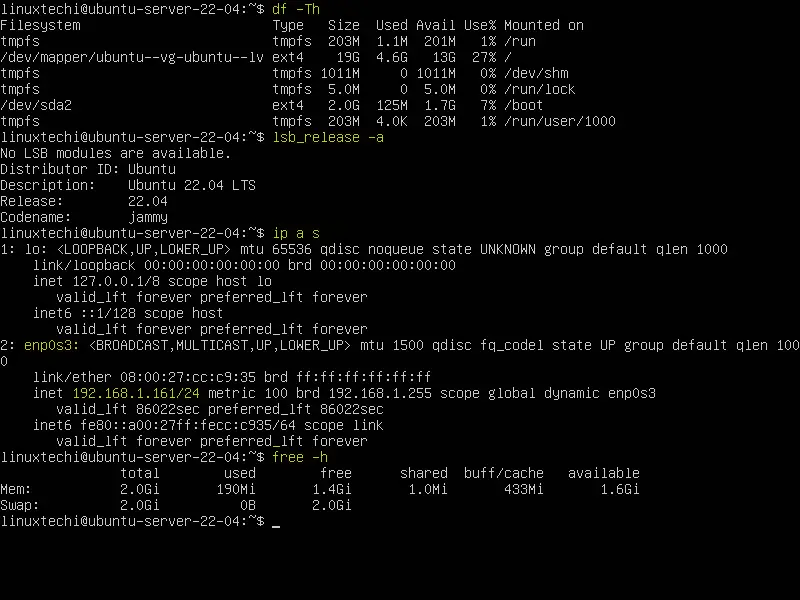 linuxtechi@ubuntu-server-22-04:~$ df -Th
Filesystem                        Type   Size  Used Avail Use% Mounted on
tmpfs                             tmpfs  203M  1.1M  201M   1% /run
/dev/mapper/ubuntu--vg-ubuntu--lv ext4    19G  4.6G   13G  27% /
tmpfs                             tmpfs 1011M     0 1011M   0% /dev/shm
tmpfs                             tmpfs  5.0M     0  5.0M   0% /run/lock
/dev/sda2                         ext4   2.0G  125M  1.7G   7% /boot
tmpfs                             tmpfs  203M  4.0K  203M   1% /run/user/1000
linuxtechi@ubuntu-server-22-04:~$ lsb_release -a
No LSB modules are available.
Distributor ID: Ubuntu
Description:    Ubuntu 22.04 LTS
Release:        22.04
Codename:       jammy
linuxtechi@ubuntu-server-22-04:~$ ip a s
1: lo: <LOOPBACK,UP,LOWER_UP> mtu 65536 qdisc noqueue state UNKNOWN group default qlen 1000
    link/loopback 00:00:00:00:00:00 brd 00:00:00:00:00:00
    inet 127.0.0.1/8 scope host lo
       valid_lft forever preferred_lft forever
    inet6 ::1/128 scope host
       valid_lft forever preferred_lft forever
2: enp0s3: <BROADCAST,MULTICAST,UP,LOWER_UP> mtu 1500 qdisc fq_codel state UP group default qlen 100
0
    link/ether 08:00:27:cc:c9:35 brd ff:ff:ff:ff:ff:ff
    inet 192.168.1.161/24 metric 100 brd 192.168.1.255 scope global dynamic enp0s3
       valid_lft 86022sec preferred_lft 86022sec
    inet6 fe80::a00:27ff:fecc:c935/64 scope link
       valid_lft forever preferred_lft forever
linuxtechi@ubuntu-server-22-04:~$ free -h
               total        used        free      shared  buff/cache   available
Mem:           2.0Gi       190Mi       1.4Gi       1.0Mi       433Mi       1.6Gi
Swap:          2.0Gi          0B       2.0Gi
linuxtechi@ubuntu-server-22-04:~$ _